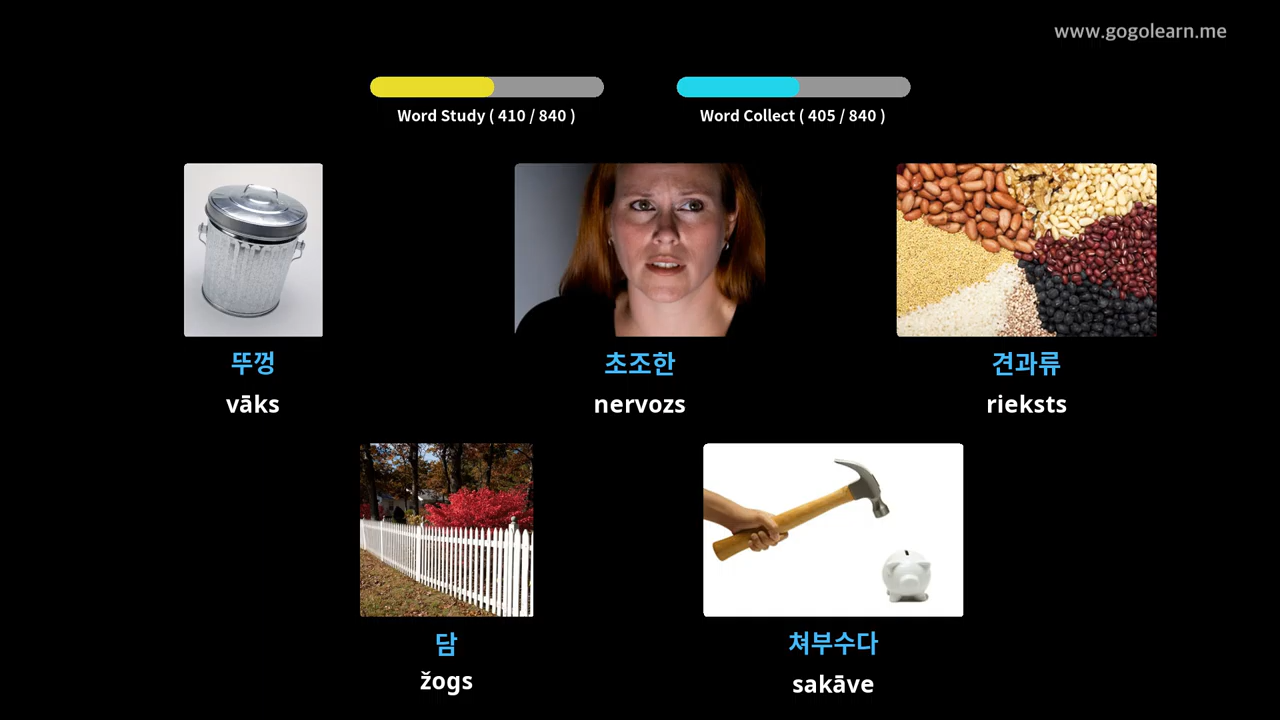 www.gogolearn.me
Word Study ( 410 / 840 )
Word Collect ( 405 / 840 )
뚜껑
vāks
초조한
nervozs
견과류
rieksts
담
žogs
쳐부수다
sakāve